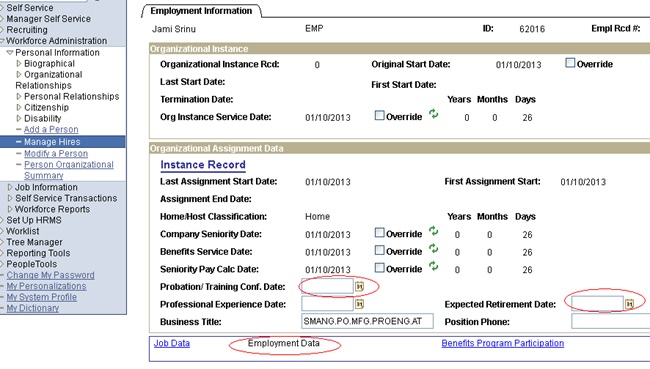 Self Service
Manager Self Service
Recruiting
Workforce Administration
Personal Information
Biographical
Organizational
Relationships
Personal Relationships
Citizenship
Disability
Add a Person
Manage Hires
Modify a Person
Person Organizational
Summary
Job Information
Self Service Transactions
Workforce Reports
Set Up HRMS
Worklist
Tree Manager
Reporting Tools
PeopleTools
Change My Password
My Personalizations
My System Profile
My Dictionary
Employment Information
Jami Srinu EMP ID: 62016 Empl Rcd #:
Organizational Instance
Organizational Instance Rcd: 0 Original Start Date: 01/10/2013 Override
Last Start Date: First Start Date:
Termination Date: Years Months Days
Org Instance Service Date: 01/10/2013 Override 0 0 26
Organizational Assignment Data
Instance Record
Last Assignment Start Date: 01/10/2013 First Assignment Start: 01/10/2013
Assignment End Date:
Home/Host Classification: Home Years Months Days
Company Seniority Date: 01/10/2013 Override 0 0 26
Benefits Service Date: 01/10/2013 Override 0 0 26
Seniority Pay Calc Date: 01/10/2013 Override 0 0 26
Probation/ Training Conf. Date: 31
Professional Experience Date: 31 Expected Retirement Date: 31
Business Title: SMANG.PO.MFG.PROENG.AT Position Phone:
Job Data Employment Data Benefits Program Participation